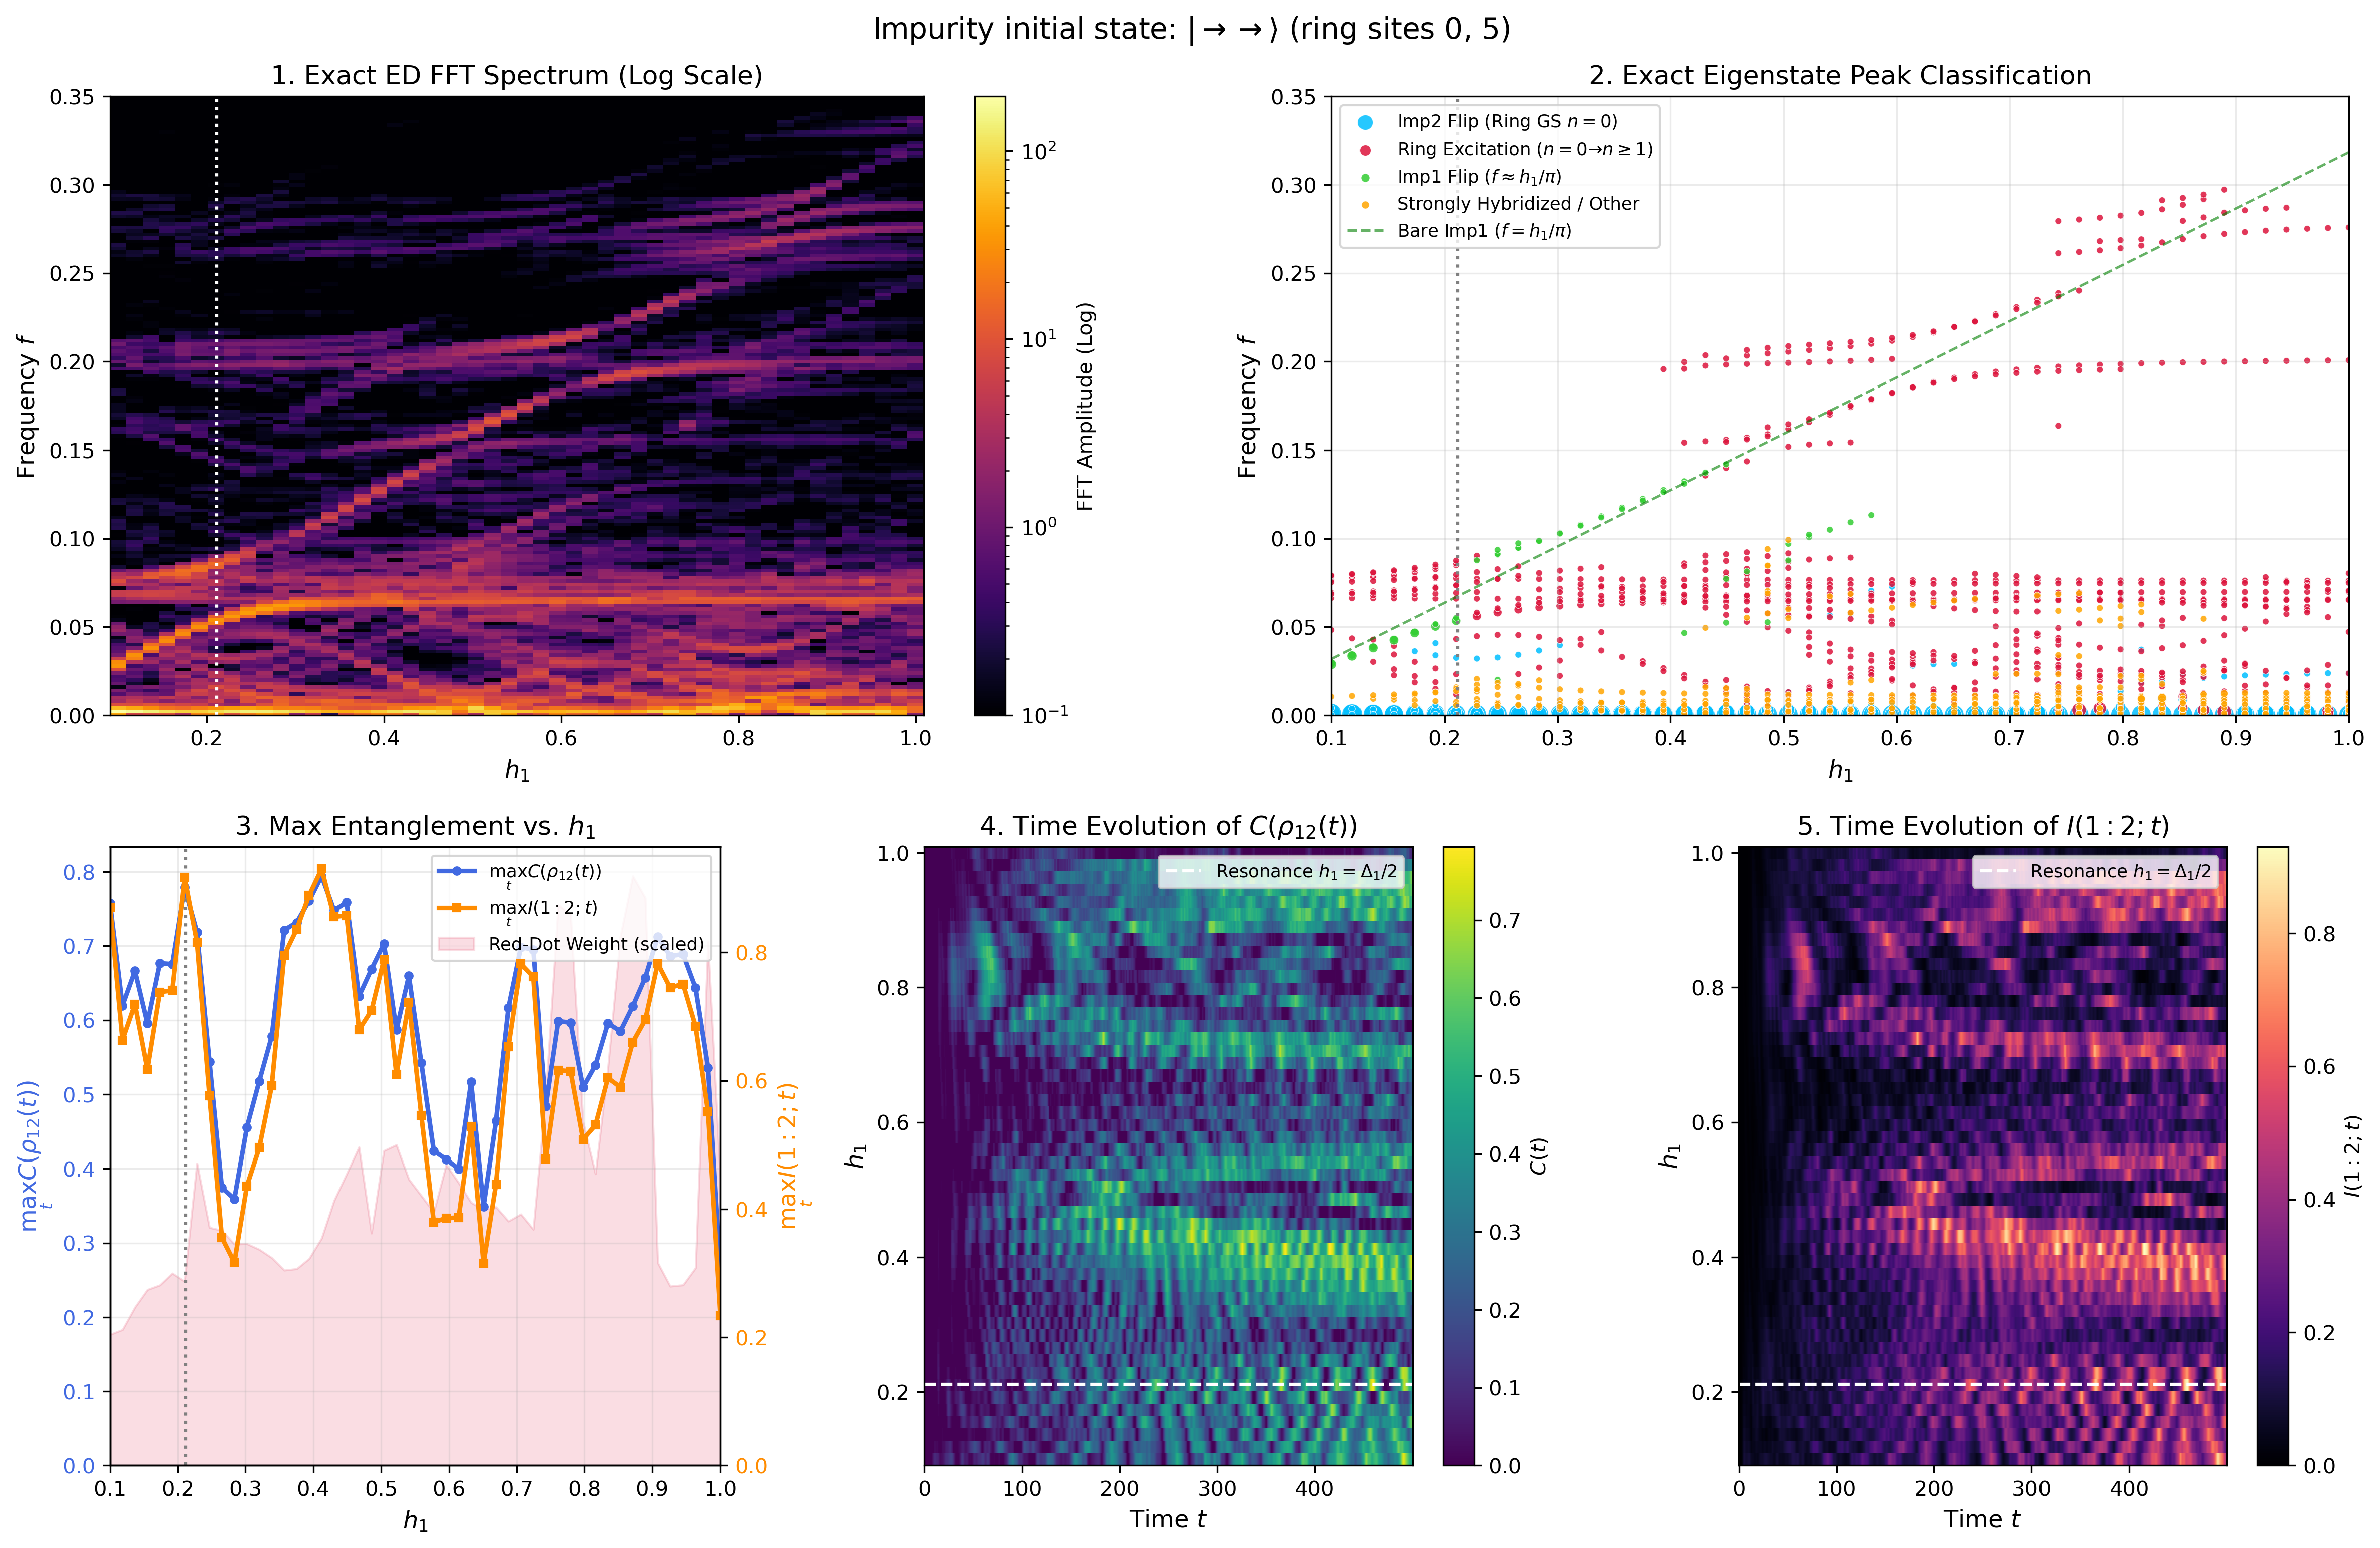 Impurity initial state: |→→⟩ (ring sites 0, 5)
1. Exact ED FFT Spectrum (Log Scale)
0.35
0.30
0.25
0.20
0.15
0.10
0.05
0.00
Frequency f
0.2
0.4
0.6
0.8
1.0
h₁
10²
10¹
10⁰
10⁻¹
FFT Amplitude (Log)
2. Exact Eigenstate Peak Classification
Imp2 Flip (Ring GS n = 0)
Ring Excitation (n = 0→n ≥ 1)
Imp1 Flip (f ≈ h₁/π)
Strongly Hybridized / Other
Bare Imp1 (f = h₁/π)
0.35
0.30
0.25
0.20
0.15
0.10
0.05
0.00
Frequency f
0.1
0.2
0.3
0.4
0.5
0.6
0.7
0.8
0.9
1.0
h₁
3. Max Entanglement vs. h₁
max C(ρ₁₂(t))
t
max I(1 : 2; t)
t
Red-Dot Weight (scaled)
0.8
0.7
0.6
0.5
0.4
0.3
0.2
0.1
0.0
max C(ρ₁₂(t))
t
0.8
0.6
0.4
0.2
0.0
max I(1 : 2; t)
t
0.1
0.2
0.3
0.4
0.5
0.6
0.7
0.8
0.9
1.0
h₁
4. Time Evolution of C(ρ₁₂(t))
Resonance h₁ = Δ₁/2
1.0
0.8
0.6
0.4
0.2
h₁
0
100
200
300
400
Time t
0.7
0.6
0.5
0.4
0.3
0.2
0.1
0.0
C(t)
5. Time Evolution of I(1 : 2; t)
Resonance h₁ = Δ₁/2
1.0
0.8
0.6
0.4
0.2
h₁
0
100
200
300
400
Time t
0.8
0.6
0.4
0.2
0.0
I(1 : 2; t)